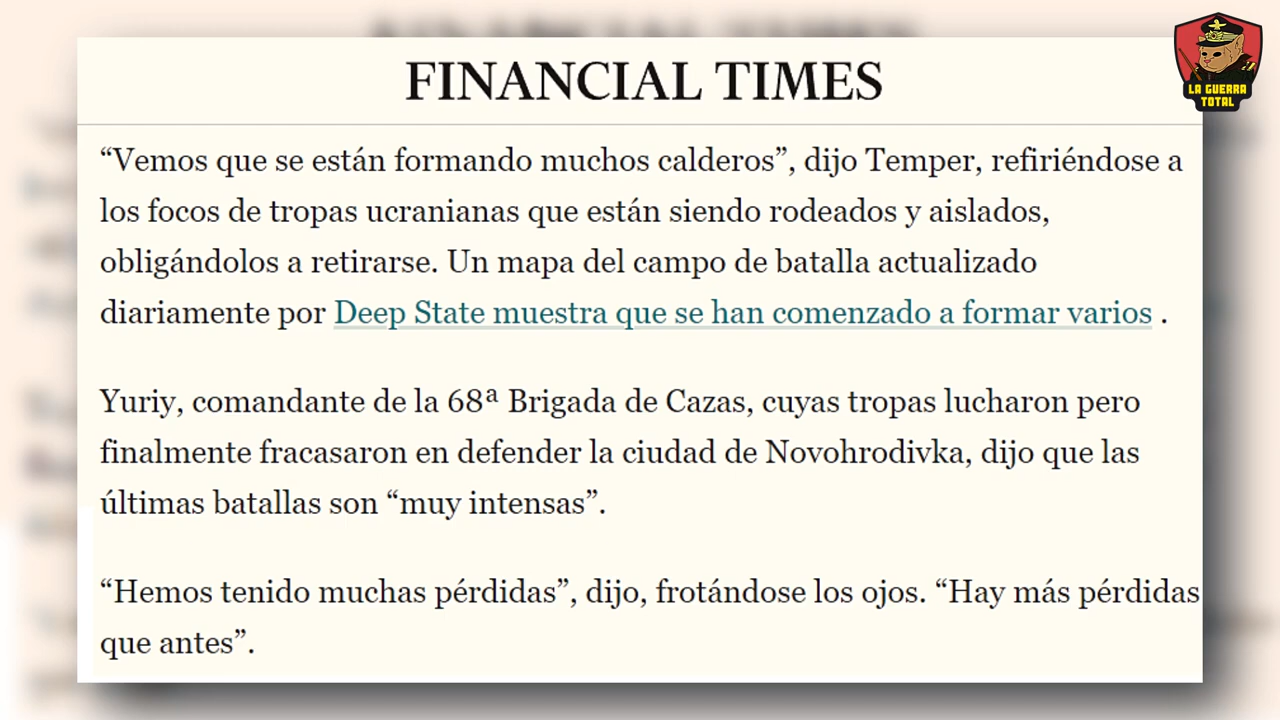 FINANCIAL TIMES
LA GUERRA
TOTAL
“Vemos que se están formando muchos calderos”, dijo Temper, refiriéndose a
los focos de tropas ucranianas que están siendo rodeados y aislados,
obligándolos a retirarse. Un mapa del campo de batalla actualizado
diariamente por Deep State muestra que se han comenzado a formar varios .
Yuriy, comandante de la 68ª Brigada de Cazas, cuyas tropas lucharon pero
finalmente fracasaron en defender la ciudad de Novohrodivka, dijo que las
últimas batallas son “muy intensas”.
“Hemos tenido muchas pérdidas”, dijo, frotándose los ojos. “Hay más pérdidas
que antes”.